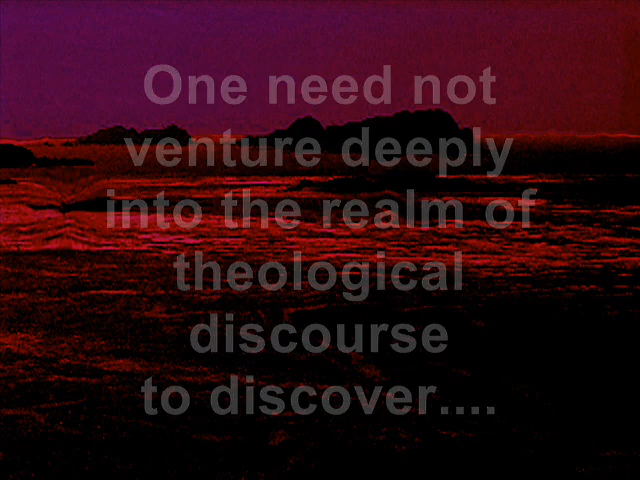 One need not
venture deeply
into the realm of
theological
discourse
to discover....